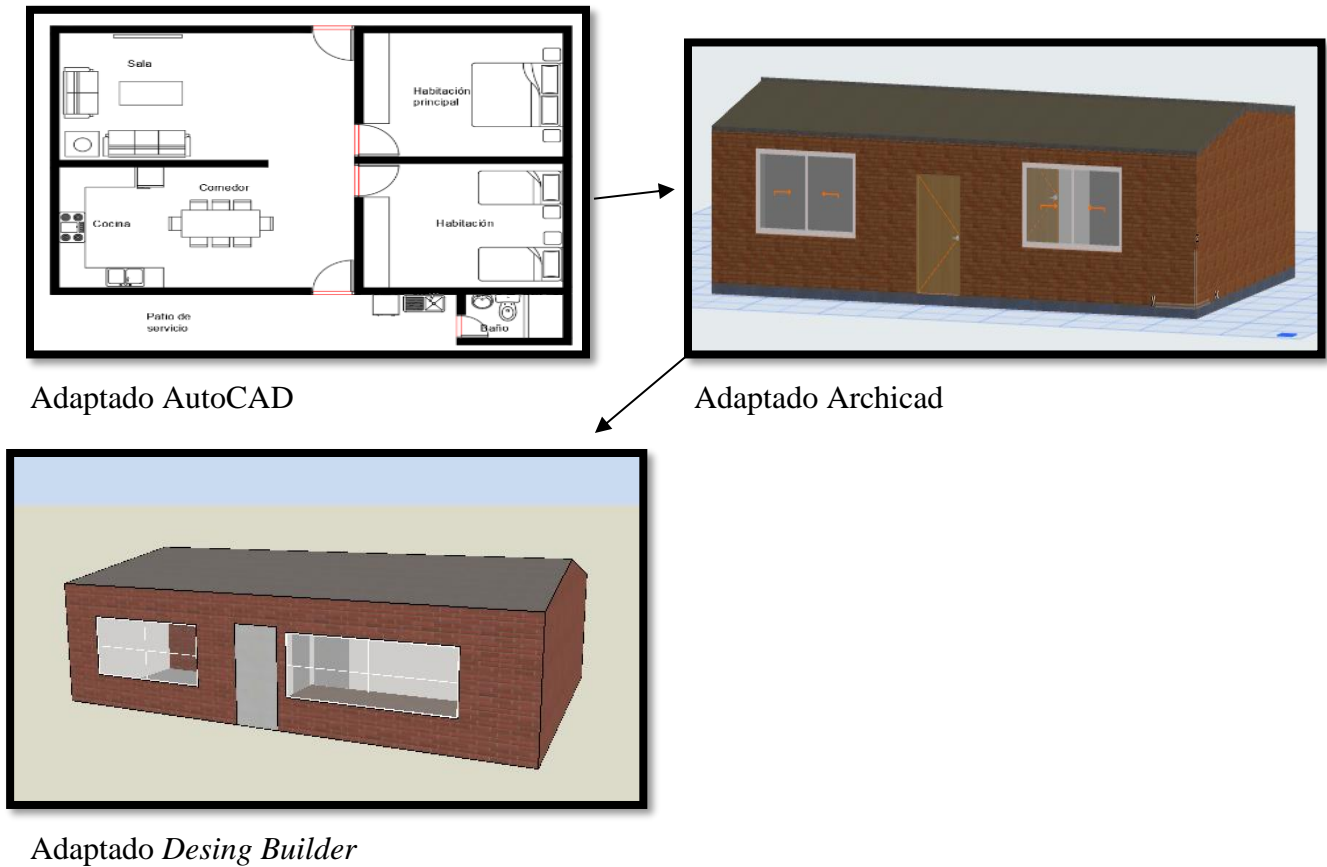 Sala
Habitación
principal
Comedor
Cocina
Habitación
Patio de
servicio
Baño
Adaptado AutoCAD
Adaptado Archicad
Adaptado Desing Builder